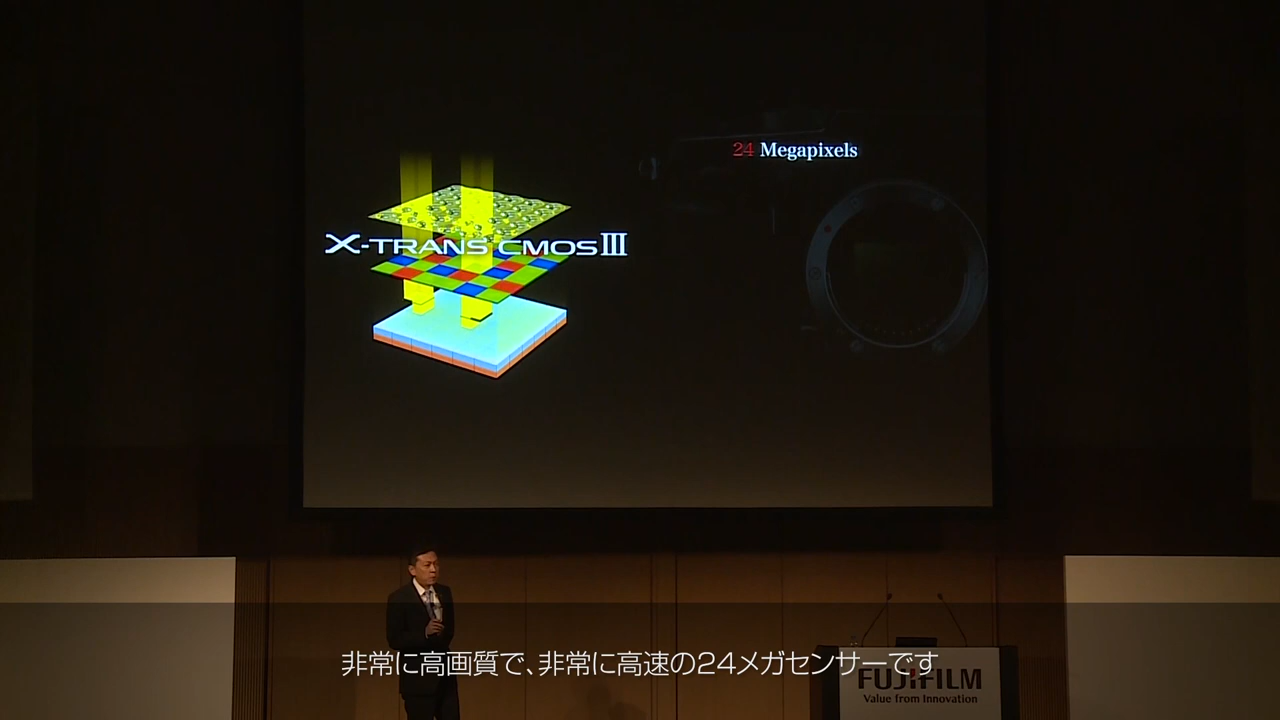 24 Megapixels
X-TRANS CMOS III
非常に高画質で、非常に高速の24メガセンサーです
FUJIFILM
Value from Innovation